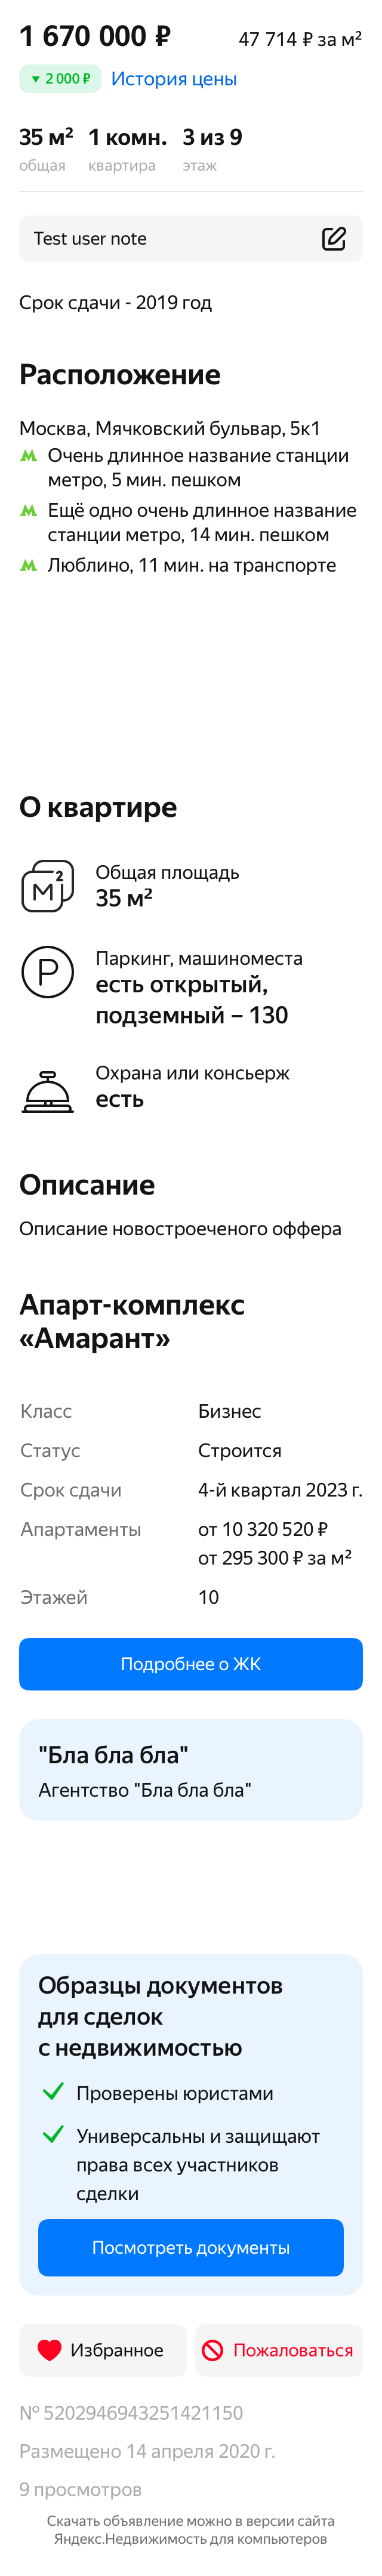 1 670 000 ₽
47 714 ₽ за м²
2 000 ₽
История цены
35 м² 1 комн. 3 из 9
общая квартира этаж
Test user note
Срок сдачи - 2019 год
Расположение
Москва, Мячковский бульвар, 5к1
Очень длинное название станции
метро, 5 мин. пешком
Ещё одно очень длинное название
станции метро, 14 мин. пешком
Люблино, 11 мин. на транспорте
О квартире
Общая площадь
35 м²
Паркинг, машиноместа
есть открытый,
подземный – 130
Охрана или консьерж
есть
Описание
Описание новостроеченого оффера
Апарт-комплекс
«Амарант»
Класс Бизнес
Статус Строится
Срок сдачи 4-й квартал 2023 г.
Апартаменты от 10 320 520 ₽
от 295 300 ₽ за м²
Этажей 10
Подробнее о ЖК
"Бла бла бла"
Агентство "Бла бла бла"
Образцы документов
для сделок
с недвижимостью
Проверены юристами
Универсальны и защищают
права всех участников
сделки
Посмотреть документы
Избранное
Пожаловаться
№ 5202946943251421150
Размещено 14 апреля 2020 г.
9 просмотров
Скачать объявление можно в версии сайта
Яндекс.Недвижимость для компьютеров